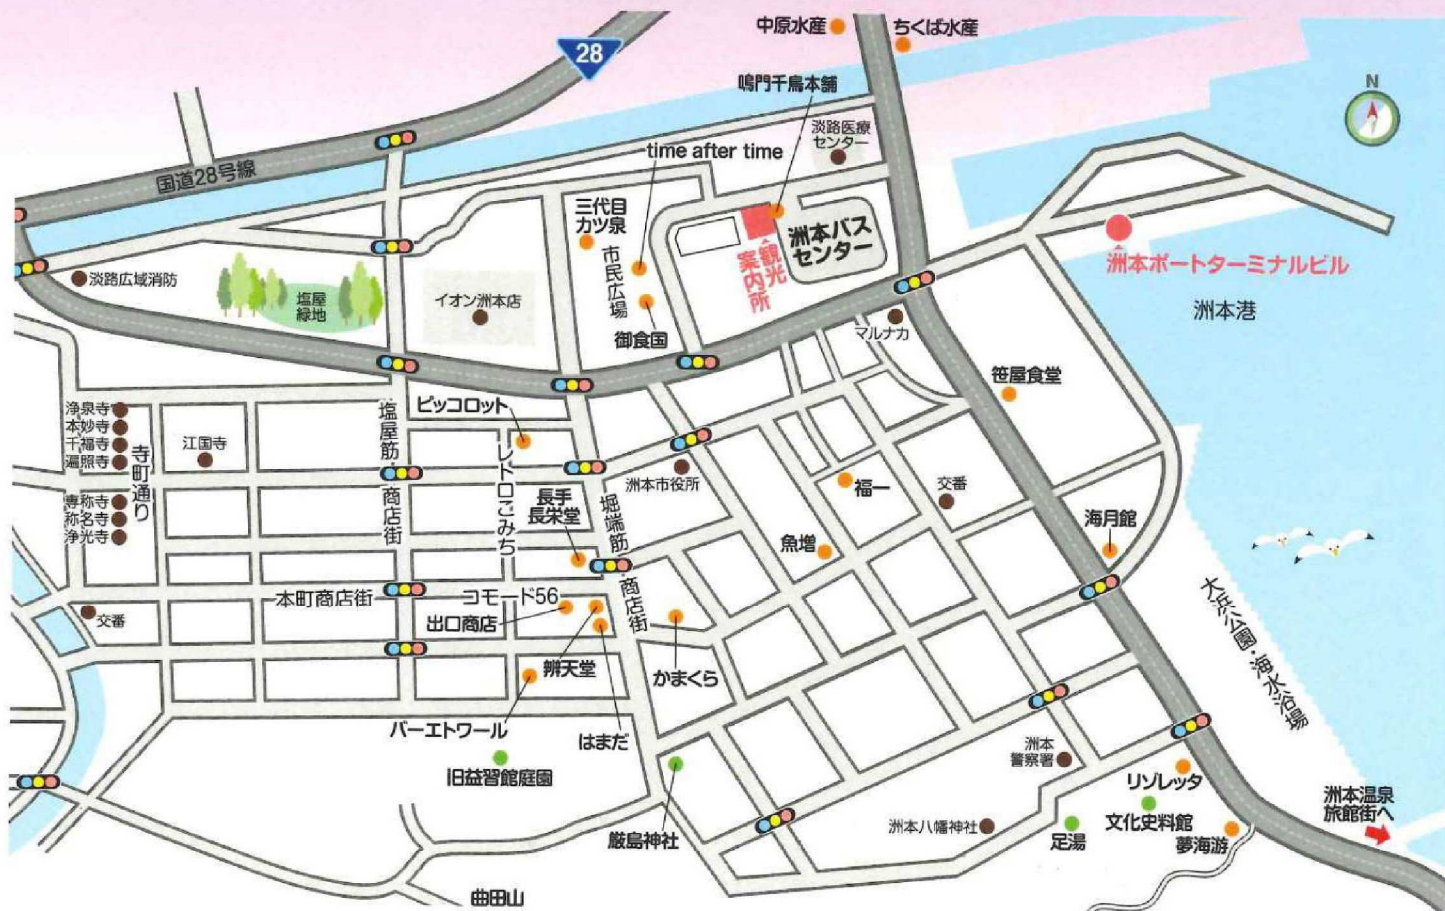 中原水産
ちくば水産
28
鳴門千鳥本舗
N
淡路医療
センター
time after time
国道28号線
三代目
カツ泉
洲本バス
センター
市民広場
観光
案内所
洲本ポートターミナルビル
淡路広域消防
塩屋
緑地
イオン洲本店
洲本港
御食国
マルナカ
笹屋食堂
ピッコロット
浄泉寺
本妙寺
千福寺
遍照寺
専称寺
称名寺
浄光寺
寺町通り
江国寺
塩屋筋
商店街
レトロこみち
洲本市役所
長手
長栄堂
堀端筋
商店街
福一
交番
海月館
魚増
本町商店街
コモード56
出口商店
交番
大浜公園・海水浴場
辨天堂
かまくら
バーエトワール
はまだ
旧益習館庭園
洲本
警察署
リゾレッタ
洲本温泉
旅館街へ
厳島神社
洲本八幡神社
足湯
文化史料館
夢海游
曲田山